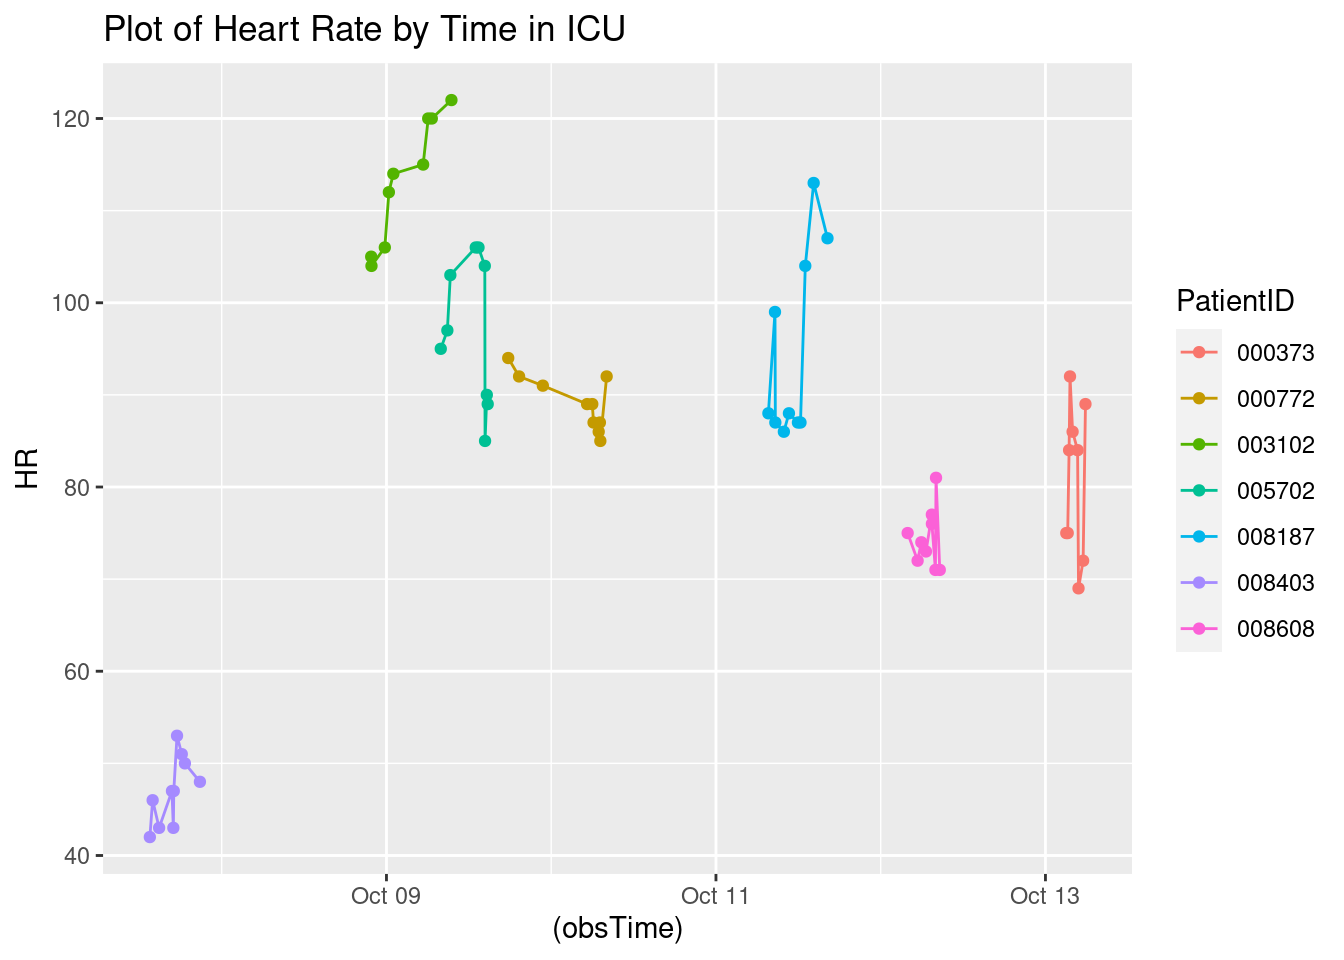 Plot of Heart Rate by Time in ICU
120
100
80
60
40
HR
Oct 09
Oct 11
Oct 13
(obsTime)
PatientID
000373
000772
003102
005702
008187
008403
008608